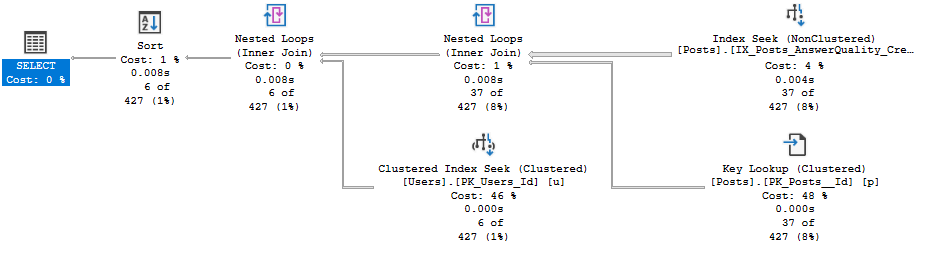 SELECT
Cost: 0 %
Sort
Cost: 1 %
0.008s
6 of
427 (1%)
Nested Loops
(Inner Join)
Cost: 0 %
0.008s
6 of
427 (1%)
Nested Loops
(Inner Join)
Cost: 1 %
0.008s
37 of
427 (8%)
Index Seek (NonClustered)
[Posts].[IX_Posts_AnswerQuality_Cre…
Cost: 4 %
0.004s
37 of
427 (8%)
Clustered Index Seek (Clustered)
[Users].[PK_Users_Id] [u]
Cost: 46 %
0.000s
6 of
427 (1%)
Key Lookup (Clustered)
[Posts].[PK_Posts__Id] [p]
Cost: 48 %
0.000s
37 of
427 (8%)